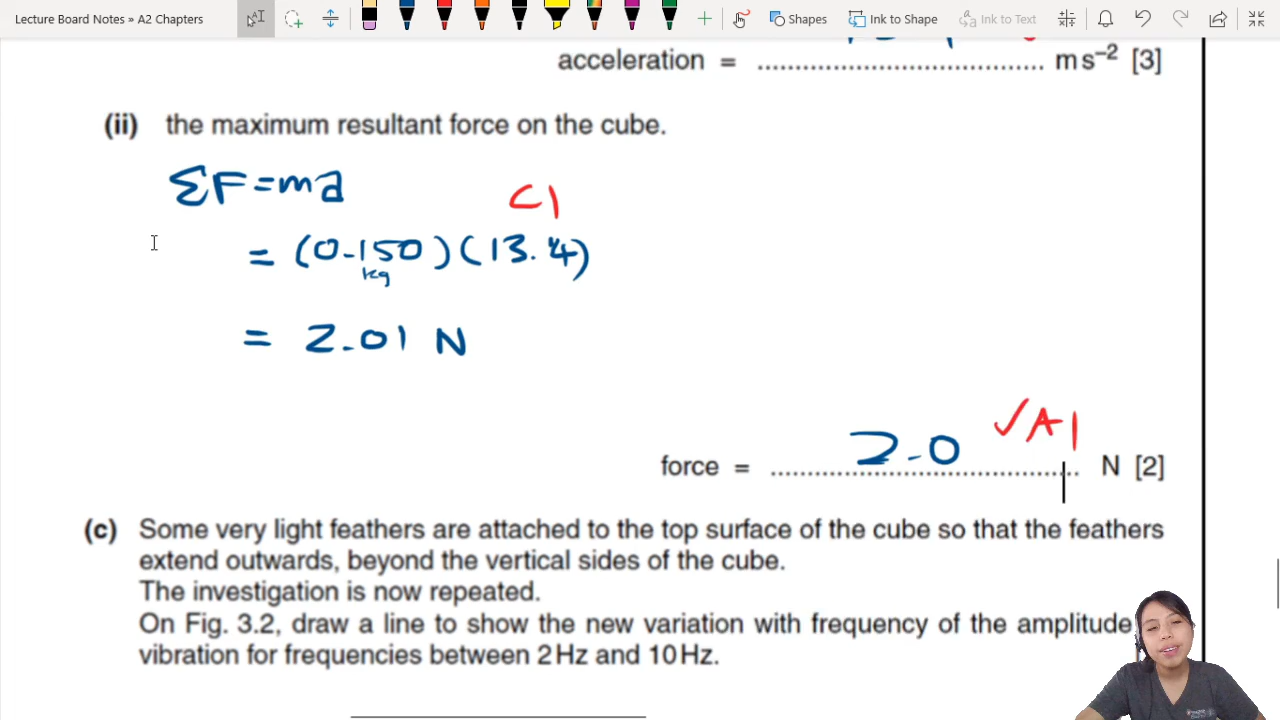 Lecture Board Notes » A2 Chapters
Shapes
Ink to Shape
Ink to Text
acceleration = .................................... m s–2 [3]
(ii) the maximum resultant force on the cube.
ΣF = ma
C1
= (0.150)(13.4)
kg
= 2.01 N
✓A1
2.0
force = ......................................... N [2]
(c) Some very light feathers are attached to the top surface of the cube so that the feathers
extend outwards, beyond the vertical sides of the cube.
The investigation is now repeated.
On Fig. 3.2, draw a line to show the new variation with frequency of the amplitude
vibration for frequencies between 2 Hz and 10 Hz.